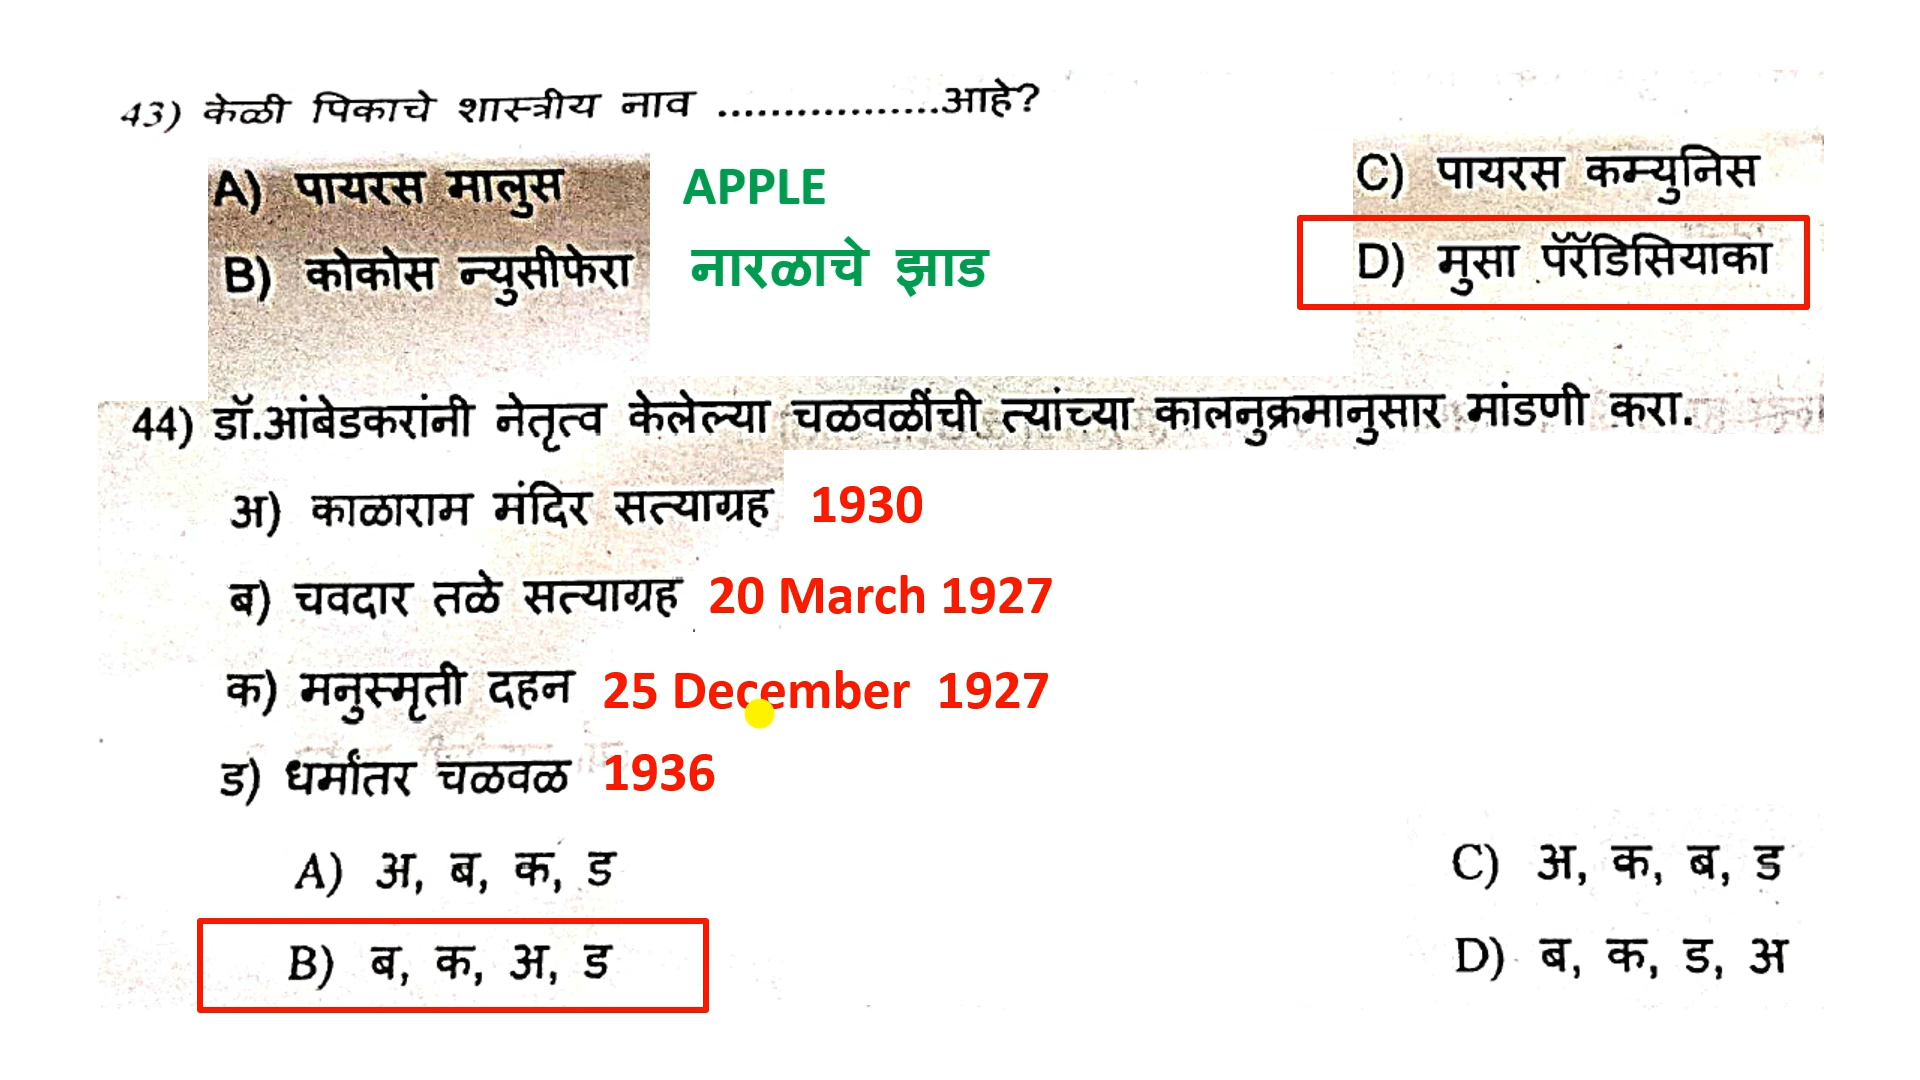 43) केळी पिकाचे शास्त्रीय नाव .................आहे?
A) पायरस मालुस APPLE
C) पायरस कम्युनिस
B) कोकोस न्युसीफेरा नारळाचे झाड
D) मुसा पॅरॅडिसियाका
44) डॉ.आंबेडकरांनी नेतृत्व केलेल्या चळवळींची त्यांच्या कालनुक्रमानुसार मांडणी करा.
अ) काळाराम मंदिर सत्याग्रह 1930
ब) चवदार तळे सत्याग्रह 20 March 1927
क) मनुस्मृती दहन 25 December 1927
ड) धर्मांतर चळवळ 1936
A) अ, ब, क, ड
C) अ, क, ब, ड
B) ब, क, अ, ड
D) ब, क, ड, अ